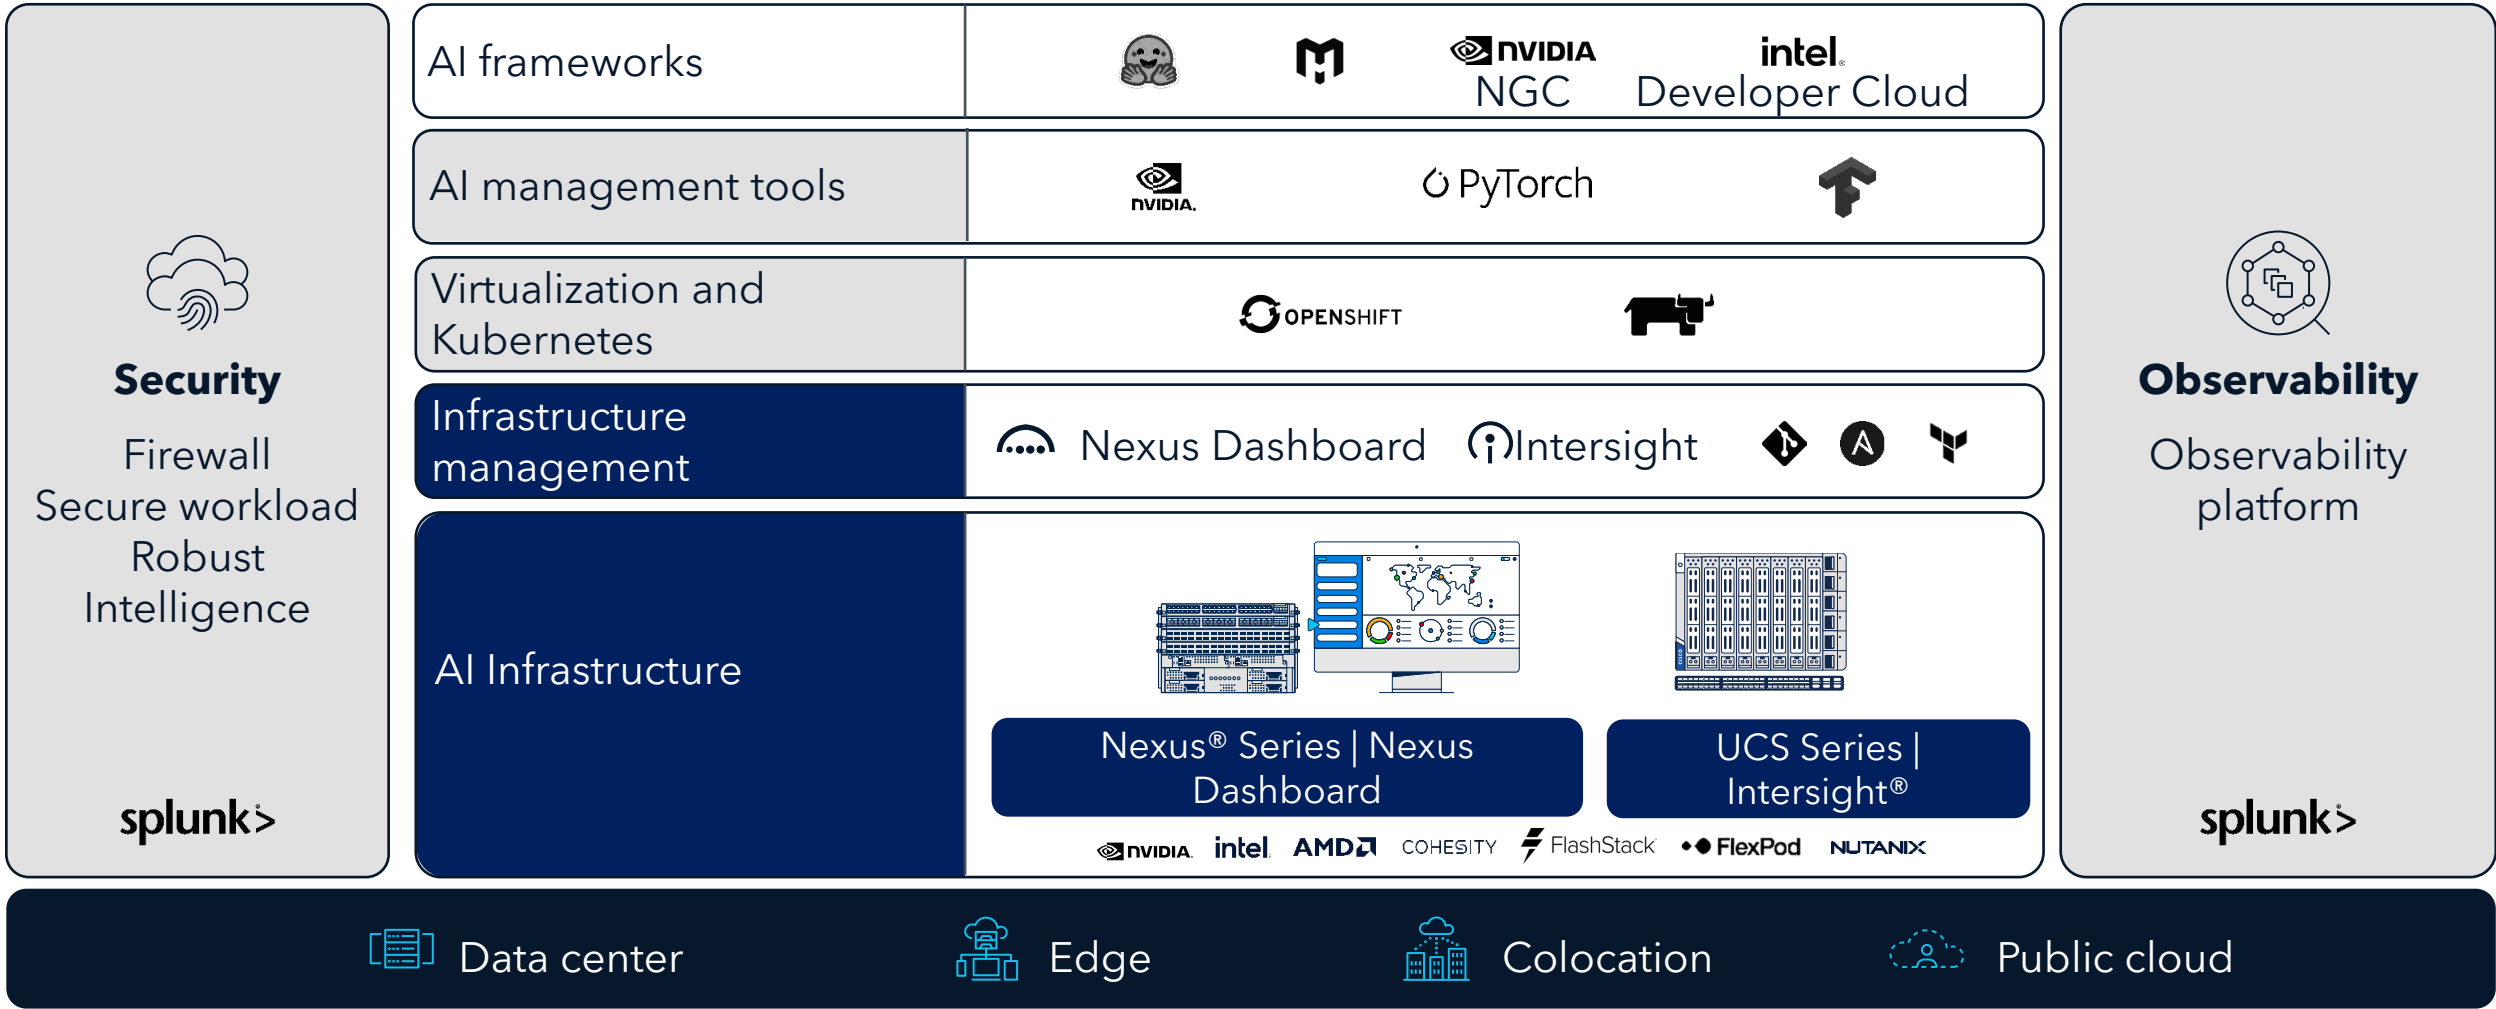 AI frameworks
NVIDIA
NGC
intel®
Developer Cloud
AI management tools
NVIDIA.
PyTorch
Virtualization and
Kubernetes
OPENSHIFT
Infrastructure
management
Nexus Dashboard
Intersight
AI Infrastructure
CISCO
Nexus® Series | Nexus
Dashboard
UCS Series |
Intersight®
NVIDIA.
intel
AMD
COHESITY
FlashStack
FlexPod
NUTANIX
Security
Firewall
Secure workload
Robust
Intelligence
splunk>®
Observability
Observability
platform
splunk>®
Data center
Edge
Colocation
Public cloud